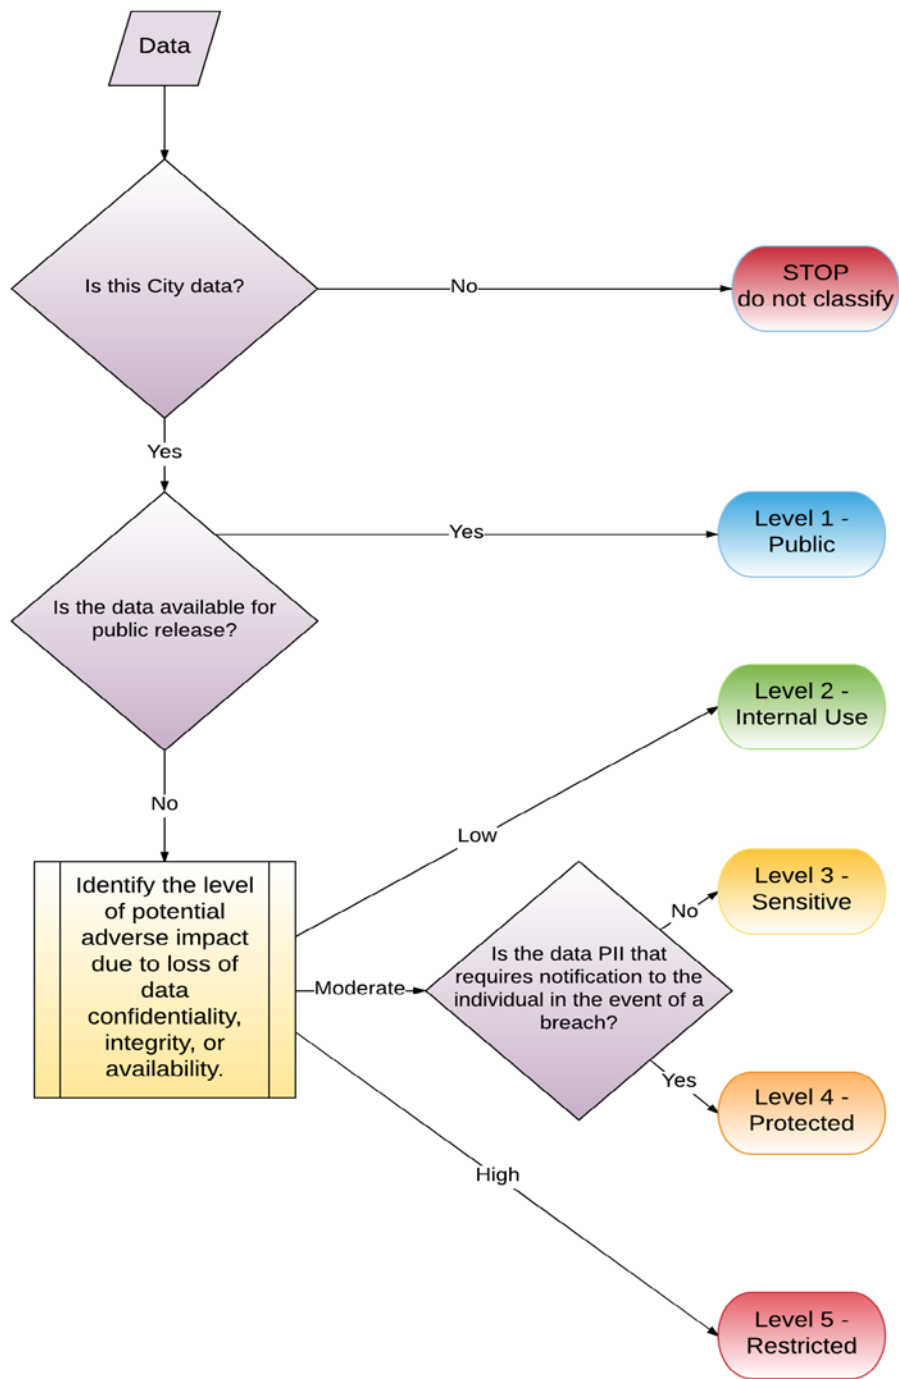 Data
Is this City data?
No
STOP
do not classify
Yes
Is the data available for
public release?
Yes
Level 1 -
Public
Level 2 -
Internal Use
No
Low
Identify the level
of potential
adverse impact
due to loss of
data
confidentiality,
integrity, or
availability.
Moderate
Is the data PII that
requires notification to the
individual in the event of a
breach?
No
Level 3 -
Sensitive
Yes
Level 4 -
Protected
High
Level 5 -
Restricted